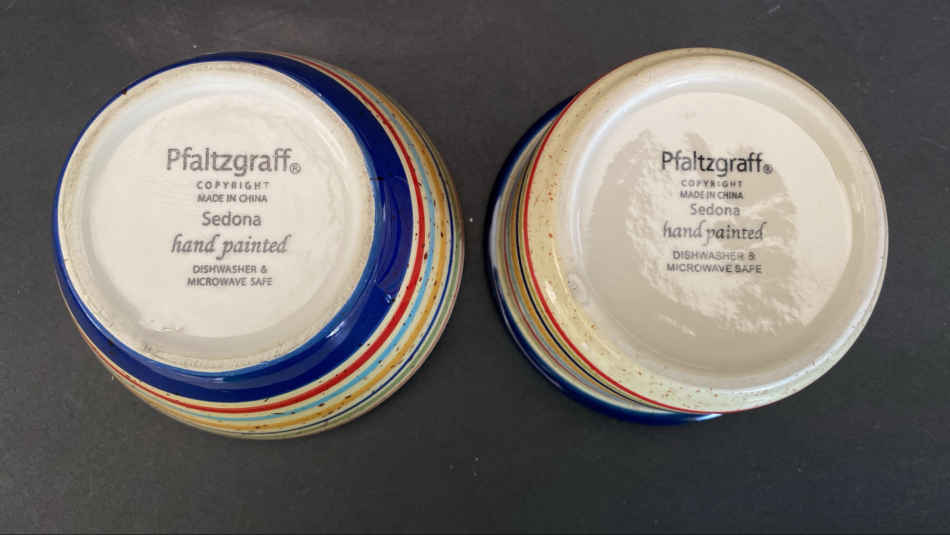 Pfaltzgraff®
COPYRIGHT
MADE IN CHINA
Sedona
hand painted
DISHWASHER &
MICROWAVE SAFE
Pfaltzgraff®
COPYRIGHT
MADE IN CHINA
Sedona
hand painted
DISHWASHER &
MICROWAVE SAFE